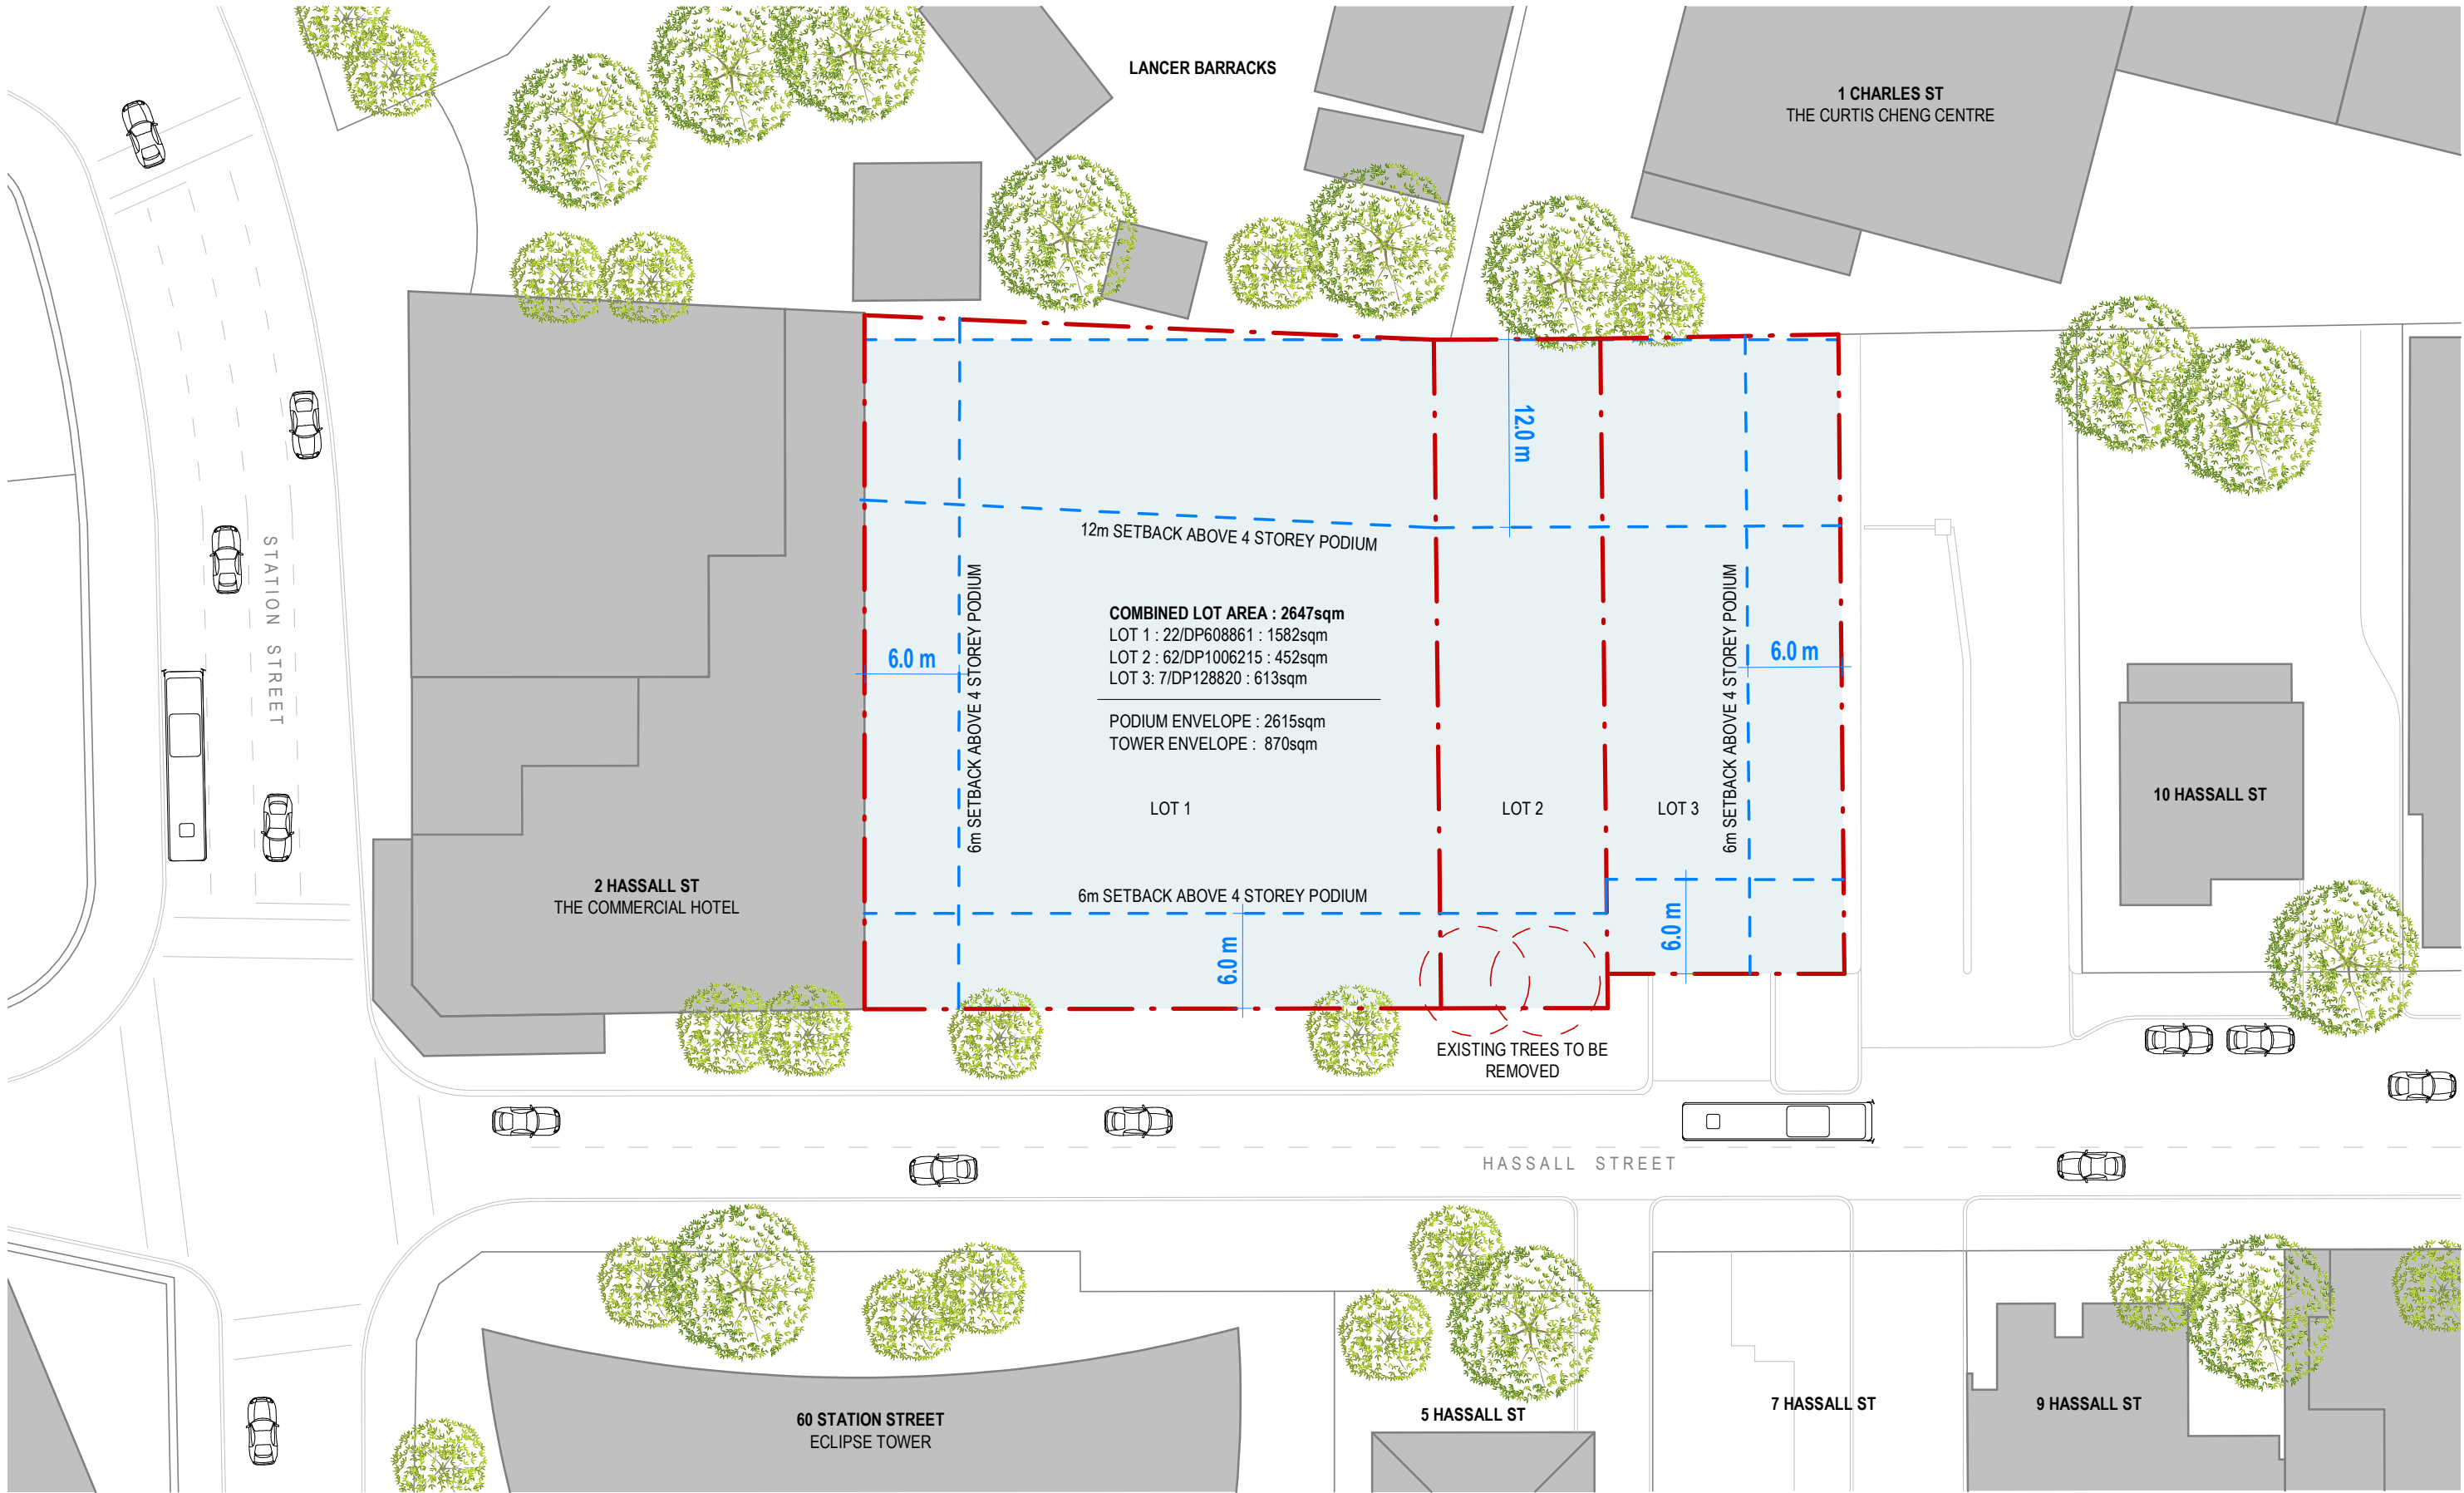 LANCER BARRACKS
1 CHARLES ST
THE CURTIS CHENG CENTRE
12.0 m
12m SETBACK ABOVE 4 STOREY PODIUM
STATION STREET
6m SETBACK ABOVE 4 STOREY PODIUM
6m SETBACK ABOVE 4 STOREY PODIUM
COMBINED LOT AREA : 2647sqm
LOT 1 : 22/DP608861 : 1582sqm
LOT 2 : 62/DP1006215 : 452sqm
LOT 3: 7/DP128820 : 613sqm
6.0 m
6.0 m
PODIUM ENVELOPE : 2615sqm
TOWER ENVELOPE : 870sqm
LOT 1
LOT 2
LOT 3
10 HASSALL ST
2 HASSALL ST
THE COMMERCIAL HOTEL
6m SETBACK ABOVE 4 STOREY PODIUM
6.0 m
6.0 m
EXISTING TREES TO BE
REMOVED
HASSALL STREET
60 STATION STREET
ECLIPSE TOWER
5 HASSALL ST
7 HASSALL ST
9 HASSALL ST